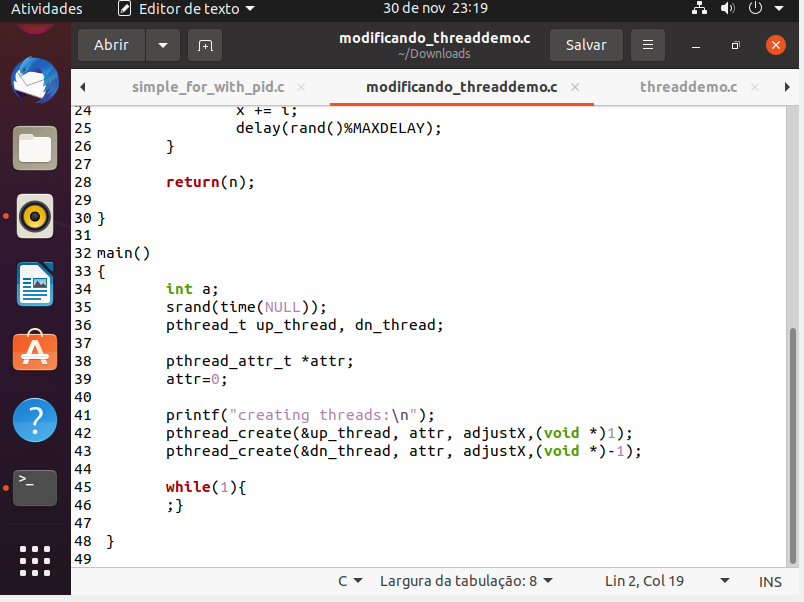 Atividades Editor de texto 30 de nov 23:19
Abrir modificando_threaddemo.c Salvar
~/Downloads
simple_for_with_pid.c modificando_threaddemo.c threaddemo.c
24 x += i;
25 delay(rand()%MAXDELAY);
26 }
27
28 return(n);
29
30 }
31
32 main()
33 {
34 int a;
35 srand(time(NULL));
36 pthread_t up_thread, dn_thread;
37
38 pthread_attr_t *attr;
39 attr=0;
40
41 printf("creating threads:\n");
42 pthread_create(&up_thread, attr, adjustX,(void *)1);
43 pthread_create(&dn_thread, attr, adjustX,(void *)-1);
44
45 while(1){
46 ;}
47
48 }
49
C Largura da tabulação: 8 Lin 2, Col 19 INS